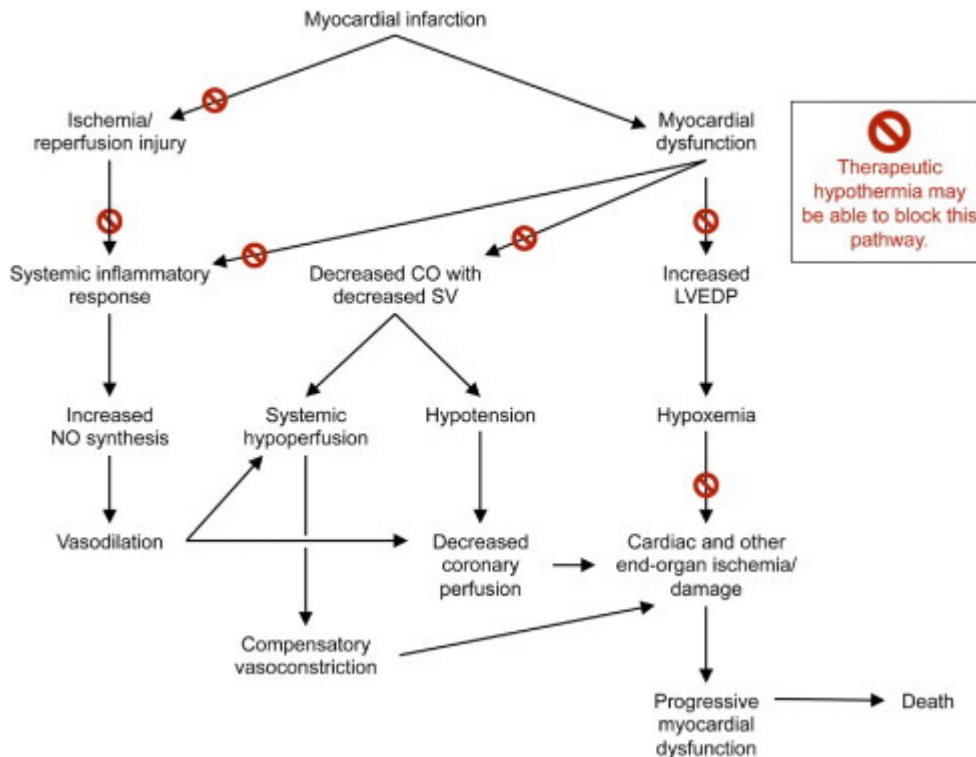 Myocardial infarction
Ischemia/
reperfusion injury
Myocardial
dysfunction
Therapeutic
hypothermia may
be able to block this
pathway.
Systemic inflammatory
response
Decreased CO with
decreased SV
Increased
LVEDP
Increased
NO synthesis
Systemic
hypoperfusion
Hypotension
Hypoxemia
Vasodilation
Decreased
coronary
perfusion
Cardiac and other
end-organ ischemia/
damage
Compensatory
vasoconstriction
Progressive
myocardial
dysfunction
Death